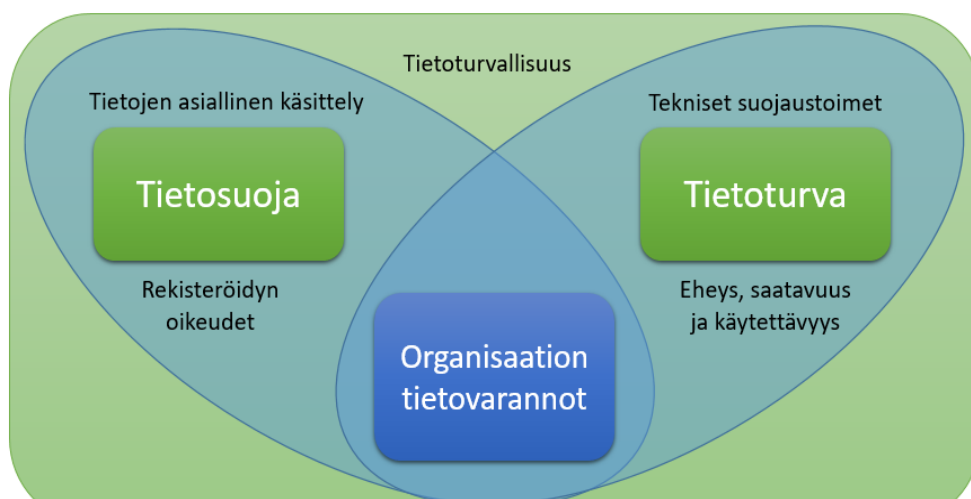 Tietoturvallisuus
Tietojen asiallinen käsittely
Tietosuoja
Rekisteröidyn
oikeudet
Tekniset suojaustoimet
Tietoturva
Eheys, saatavuus
ja käytettävyys
Organisaation
tietovarannot